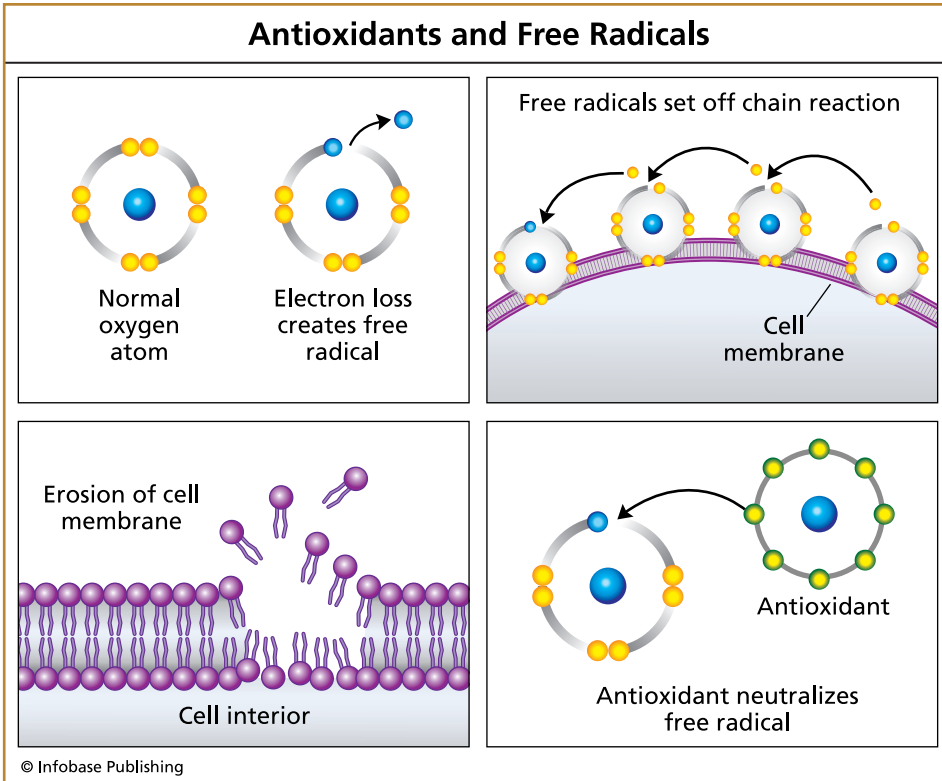 Antioxidants and Free Radicals
Normal
oxygen
atom
Electron loss
creates free
radical
Free radicals set off chain reaction
Cell
membrane
Erosion of cell
membrane
Cell interior
Antioxidant
Antioxidant neutralizes
free radical
© Infobase Publishing